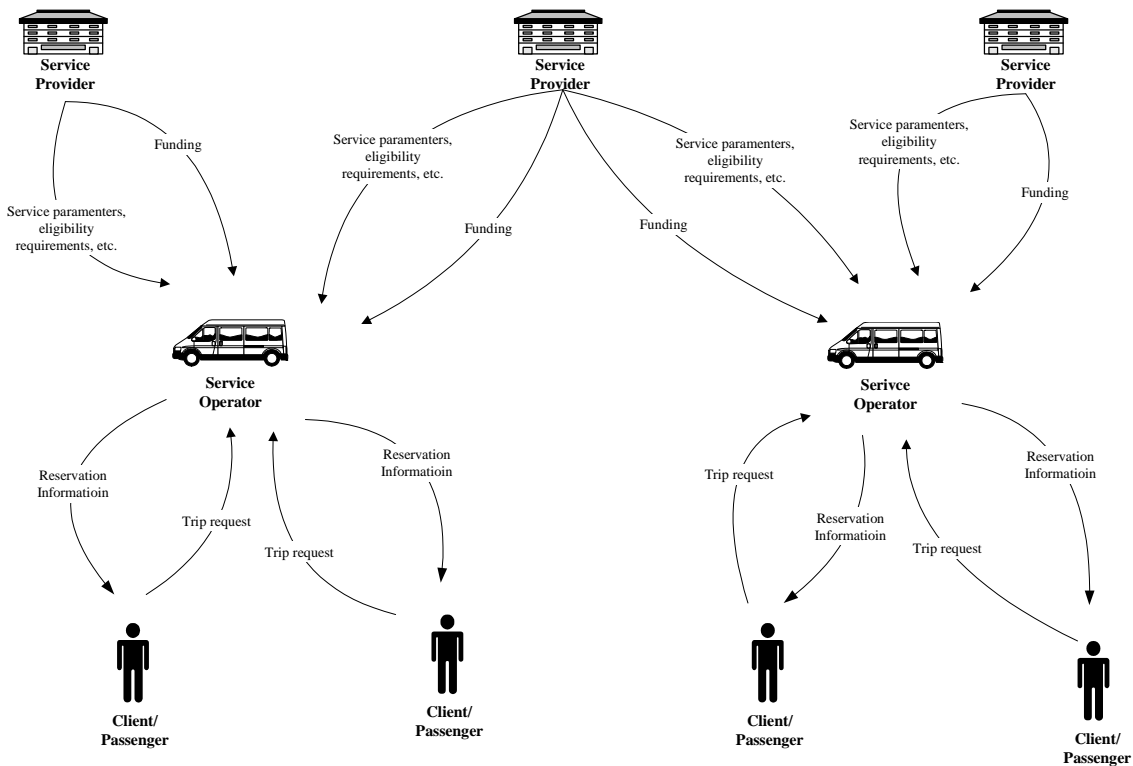 Service
Provider
Service
Provider
Service
Provider
Funding
Service paramenters,
eligibility
requirements, etc.
Service paramenters,
eligibility
requirements, etc.
Funding
Service paramenters,
eligibility
requirements, etc.
Funding
Service paramenters,
eligibility
requirements, etc.
Funding
Service
Operator
Serivce
Operator
Reservation
Informatioin
Trip request
Trip request
Reservation
Informatioin
Trip request
Reservation
Informatioin
Trip request
Reservation
Informatioin
Client/
Passenger
Client/
Passenger
Client/
Passenger
Client/
Passenger